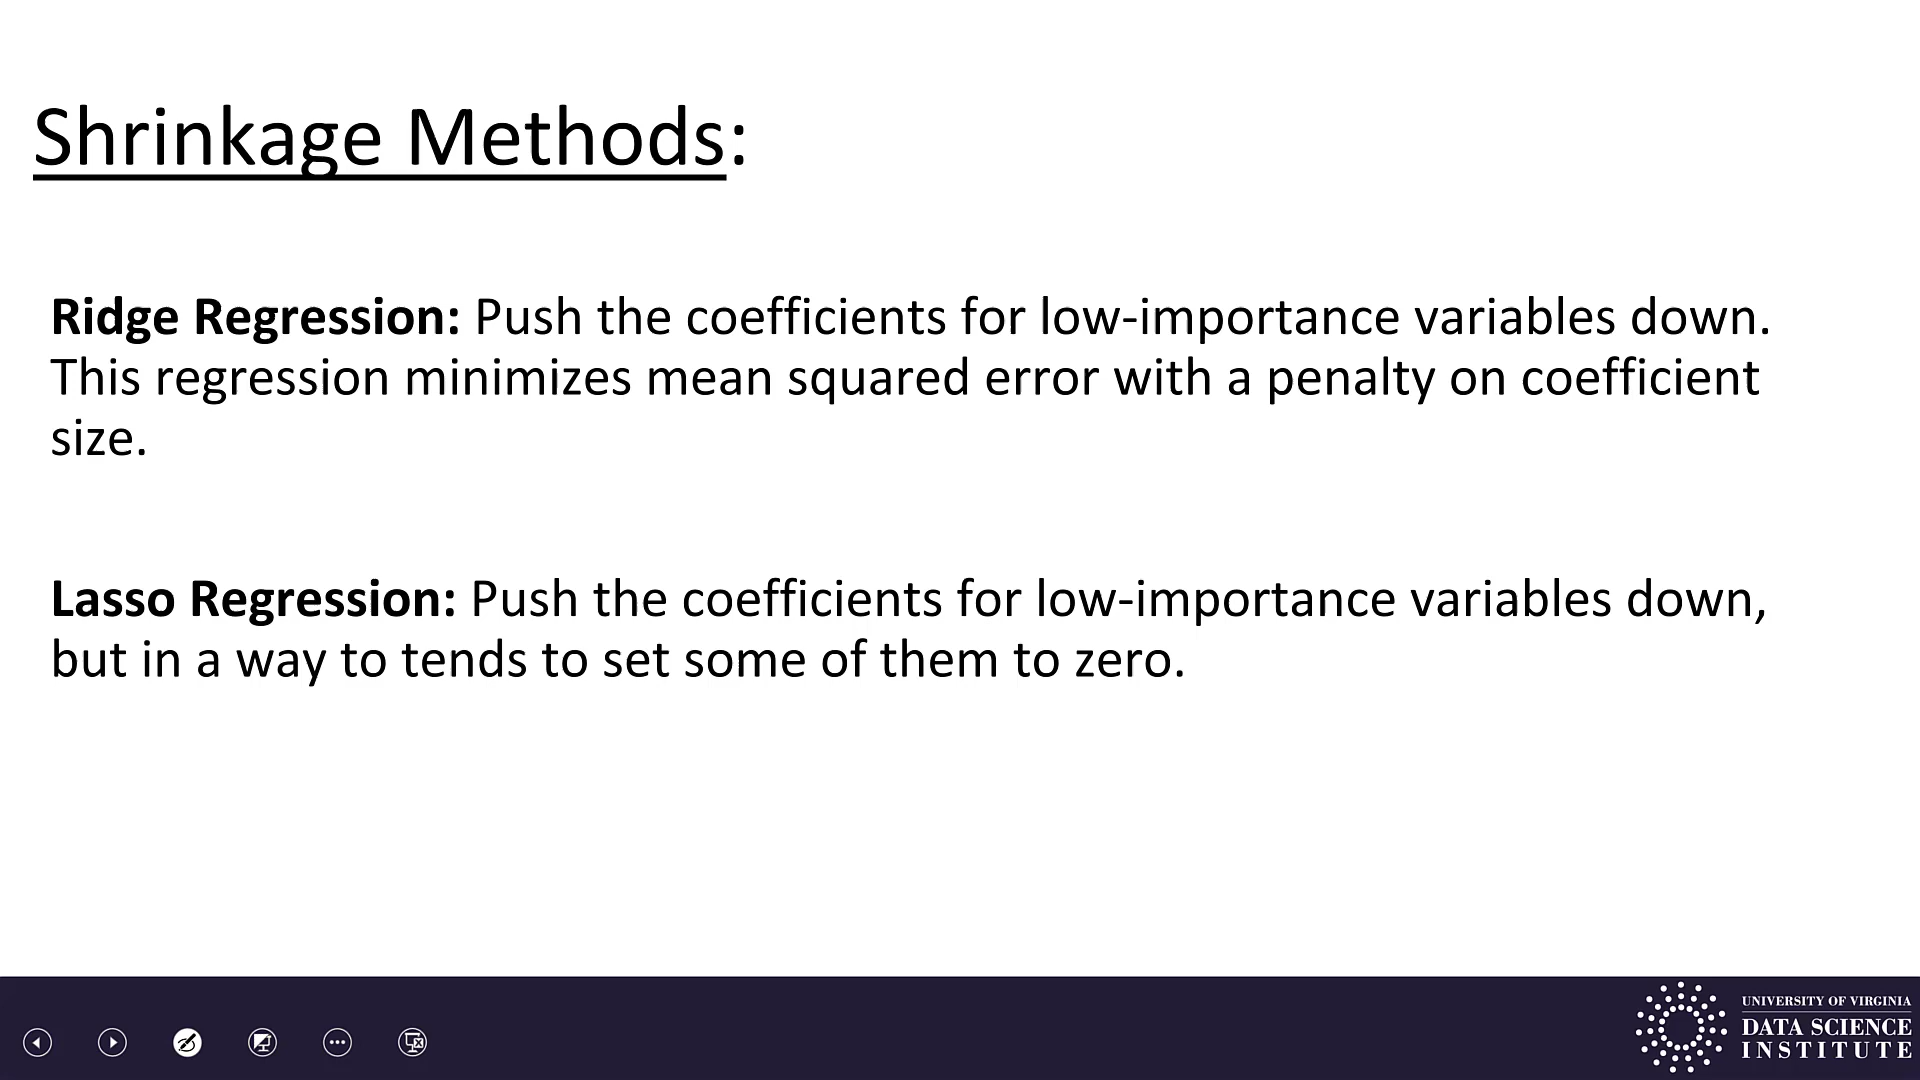 Shrinkage Methods:
Ridge Regression: Push the coefficients for low-importance variables down.
This regression minimizes mean squared error with a penalty on coefficient
size.
Lasso Regression: Push the coefficients for low-importance variables down,
but in a way to tends to set some of them to zero.
UNIVERSITY OF VIRGINIA
DATA SCIENCE
INSTITUTE